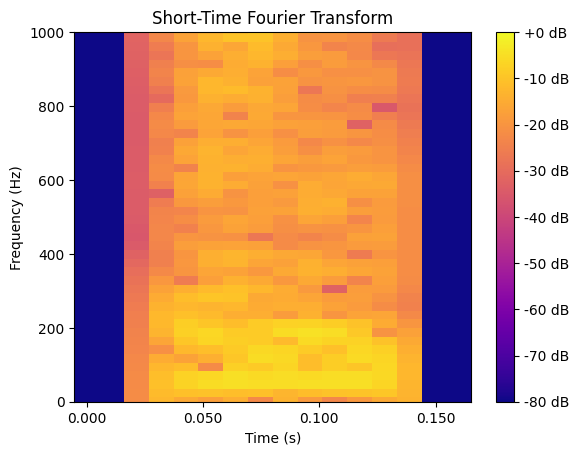 Short-Time Fourier Transform
1000
800
600
400
200
0
Frequency (Hz)
0.000
0.050
0.100
0.150
Time (s)
+0 dB
-10 dB
-20 dB
-30 dB
-40 dB
-50 dB
-60 dB
-70 dB
-80 dB